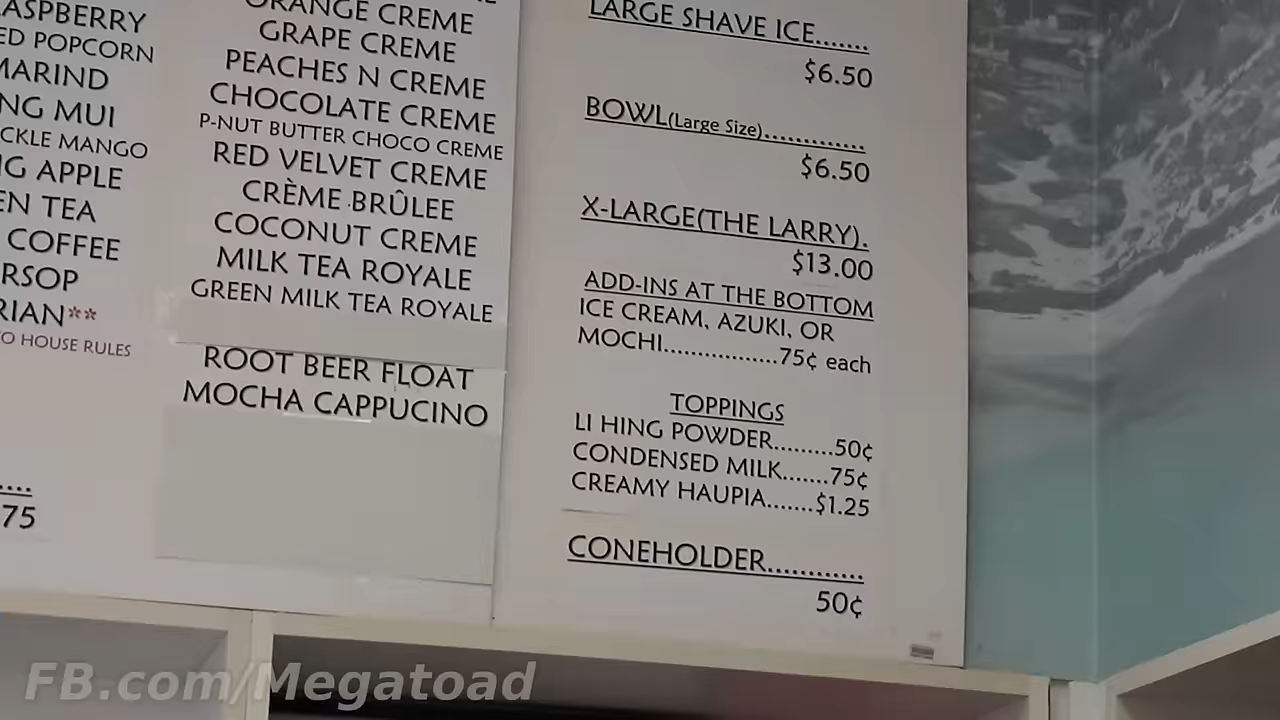 ASPBERRY
ED POPCORN
MARIND
NG MUI
CKLE MANGO
G APPLE
EN TEA
COFFEE
RSOP
RIAN**
O HOUSE RULES
....
75
ORANGE CREME
GRAPE CREME
PEACHES N CREME
CHOCOLATE CREME
P-NUT BUTTER CHOCO CREME
RED VELVET CREME
CRÈME BRÛLEE
COCONUT CREME
MILK TEA ROYALE
GREEN MILK TEA ROYALE
ROOT BEER FLOAT
MOCHA CAPPUCINO
LARGE SHAVE ICE.......
$6.50
BOWL(Large Size)............
$6.50
X-LARGE(THE LARRY).
$13.00
ADD-INS AT THE BOTTOM
ICE CREAM, AZUKI, OR
MOCHI.................75¢ each
TOPPINGS
LI HING POWDER.........50¢
CONDENSED MILK.......75¢
CREAMY HAUPIA.......$1.25
CONEHOLDER............
50¢
FB.com/Megatoad